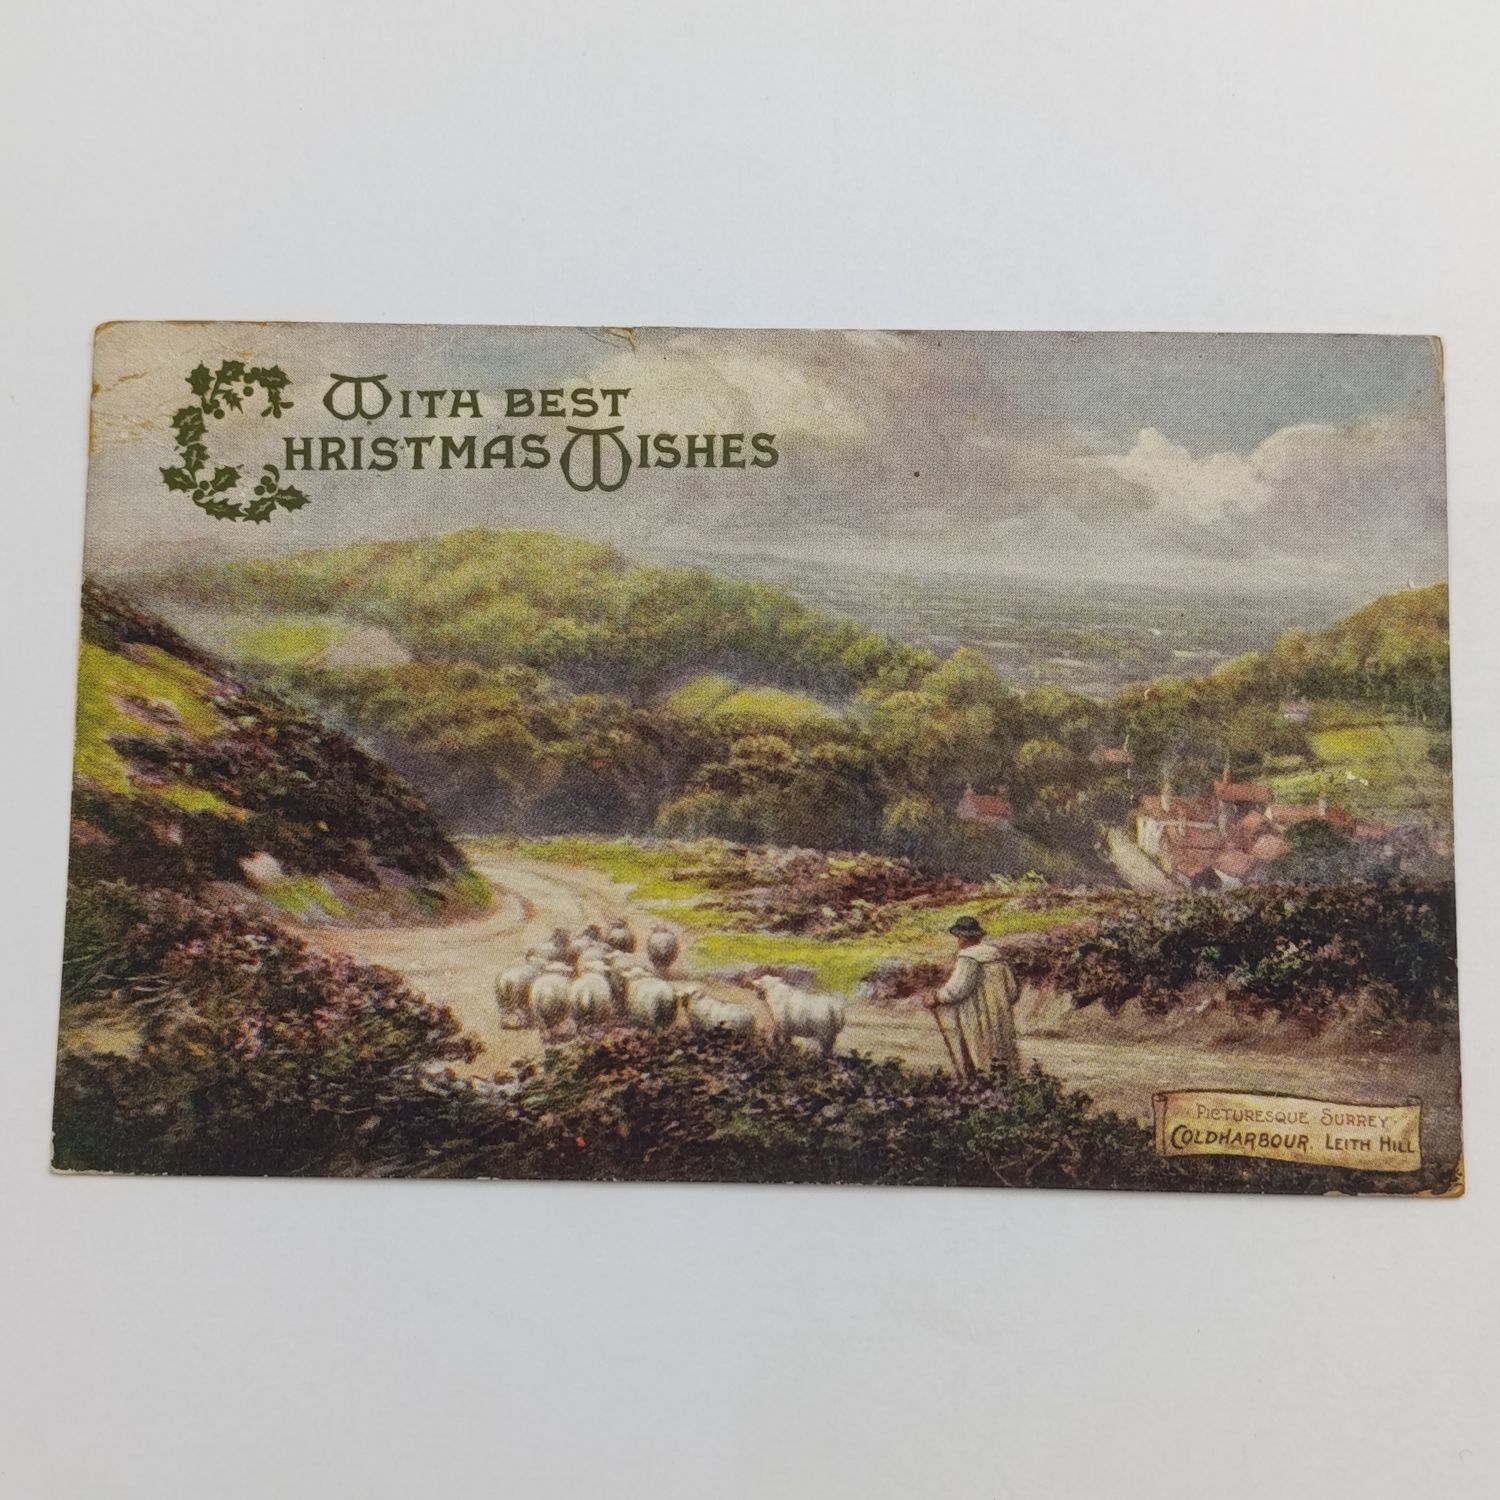 With best
Christmas Wishes
Picturesque Surrey
Coldharbour. Leith Hill